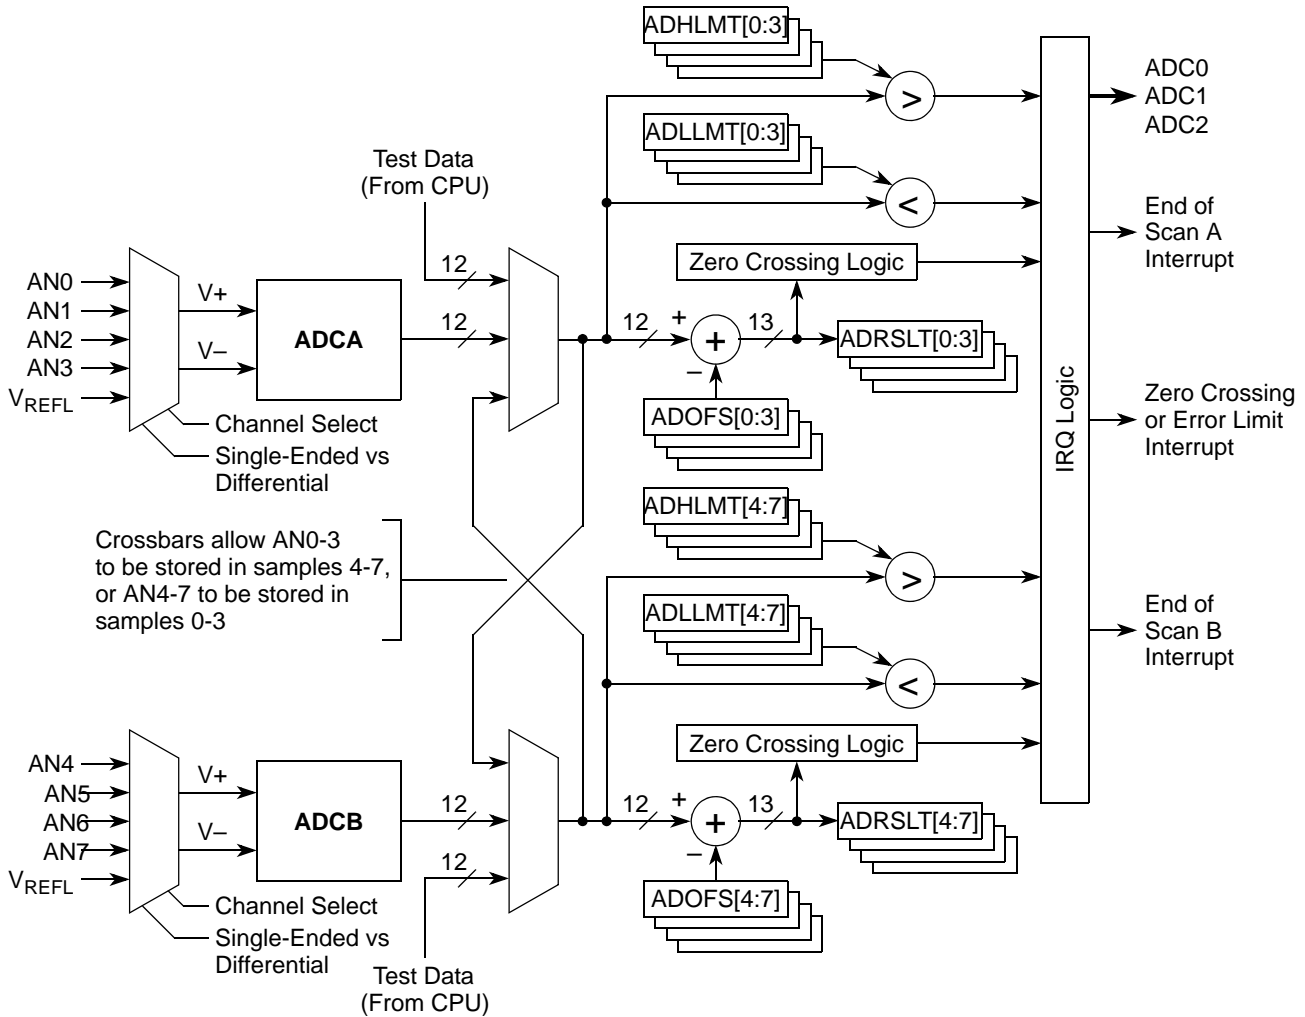 ADHLMT[0:3]
>
ADC0
ADC1
ADC2
ADLLMT[0:3]
<
Test Data
(From CPU)
12
End of
Scan A
Interrupt
Zero Crossing Logic
AN0
AN1
AN2
AN3
VREFL
V+
V–
ADCA
12
12
+
+
–
13
ADRSLT[0:3]
ADOFS[0:3]
Channel Select
Single-Ended vs
Differential
IRQ Logic
Zero Crossing
or Error Limit
Interrupt
Crossbars allow AN0-3
to be stored in samples 4-7,
or AN4-7 to be stored in
samples 0-3
ADHLMT[4:7]
>
ADLLMT[4:7]
<
End of
Scan B
Interrupt
Zero Crossing Logic
AN4
AN5
AN6
AN7
VREFL
V+
V–
ADCB
12
12
12
+
+
–
13
ADRSLT[4:7]
ADOFS[4:7]
Channel Select
Single-Ended vs
Differential
Test Data
(From CPU)